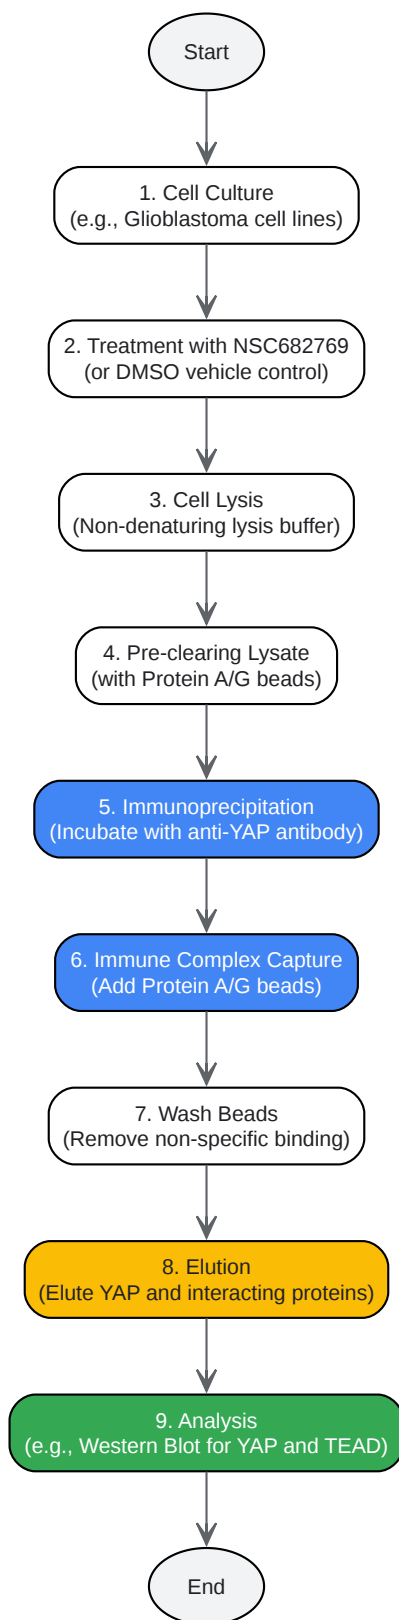 Start
1. Cell Culture
(e.g., Glioblastoma cell lines)
2. Treatment with NSC682769
(or DMSO vehicle control)
3. Cell Lysis
(Non-denaturing lysis buffer)
4. Pre-clearing Lysate
(with Protein A/G beads)
5. Immunoprecipitation
(Incubate with anti-YAP antibody)
6. Immune Complex Capture
(Add Protein A/G beads)
7. Wash Beads
(Remove non-specific binding)
8. Elution
(Elute YAP and interacting proteins)
9. Analysis
(e.g., Western Blot for YAP and TEAD)
End